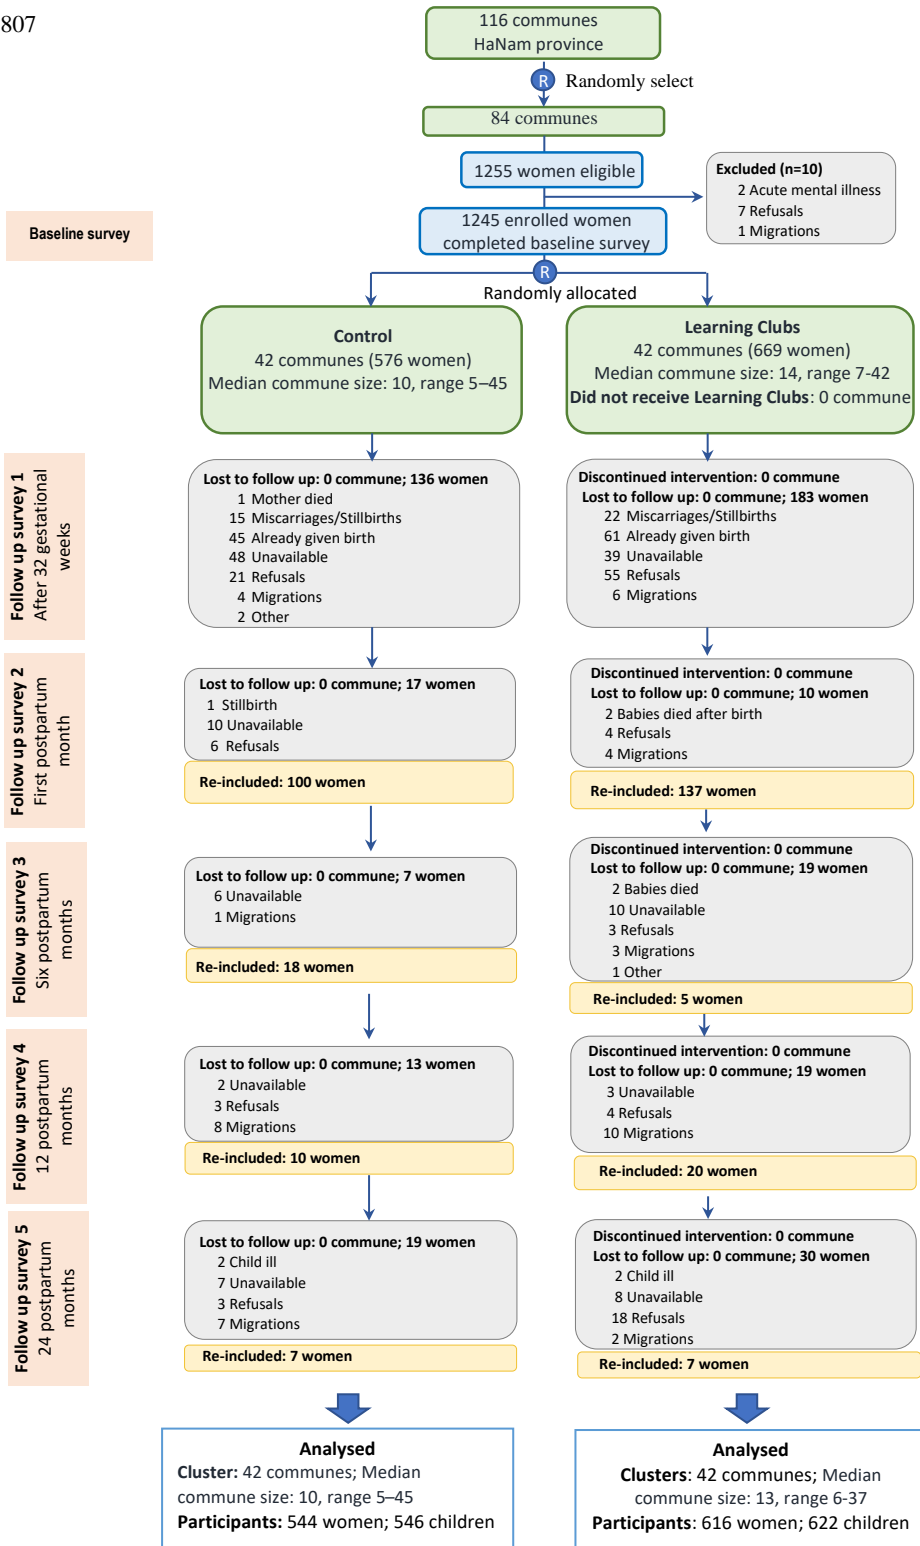 807
116 communes
HaNam province
R
Randomly select
84 communes
1255 women eligible
Excluded (n=10)
2 Acute mental illness
7 Refusals
1 Migrations
Baseline survey
1245 enrolled women
completed baseline survey
R
Randomly allocated
Control
42 communes (576 women)
Median commune size: 10, range 5–45
Learning Clubs
42 communes (669 women)
Median commune size: 14, range 7-42
Did not receive Learning Clubs: 0 commune
Follow up survey 1
After 32 gestational
weeks
Lost to follow up: 0 commune; 136 women
1 Mother died
15 Miscarriages/Stillbirths
45 Already given birth
48 Unavailable
21 Refusals
4 Migrations
2 Other
Discontinued intervention: 0 commune
Lost to follow up: 0 commune; 183 women
22 Miscarriages/Stillbirths
61 Already given birth
39 Unavailable
55 Refusals
6 Migrations
Follow up survey 2
First postpartum
month
Lost to follow up: 0 commune; 17 women
1 Stillbirth
10 Unavailable
6 Refusals
Re-included: 100 women
Discontinued intervention: 0 commune
Lost to follow up: 0 commune; 10 women
2 Babies died after birth
4 Refusals
4 Migrations
Re-included: 137 women
Follow up survey 3
Six postpartum
months
Lost to follow up: 0 commune; 7 women
6 Unavailable
1 Migrations
Re-included: 18 women
Discontinued intervention: 0 commune
Lost to follow up: 0 commune; 19 women
2 Babies died
10 Unavailable
3 Refusals
3 Migrations
1 Other
Re-included: 5 women
Follow up survey 4
12 postpartum
months
Lost to follow up: 0 commune; 13 women
2 Unavailable
3 Refusals
8 Migrations
Re-included: 10 women
Discontinued intervention: 0 commune
Lost to follow up: 0 commune; 19 women
3 Unavailable
4 Refusals
10 Migrations
Re-included: 20 women
Follow up survey 5
24 postpartum
months
Lost to follow up: 0 commune; 19 women
2 Child ill
7 Unavailable
3 Refusals
7 Migrations
Re-included: 7 women
Discontinued intervention: 0 commune
Lost to follow up: 0 commune; 30 women
2 Child ill
8 Unavailable
18 Refusals
2 Migrations
Re-included: 7 women
Analysed
Cluster: 42 communes; Median
commune size: 10, range 5–45
Participants: 544 women; 546 children
Analysed
Clusters: 42 communes; Median
commune size: 13, range 6-37
Participants: 616 women; 622 children